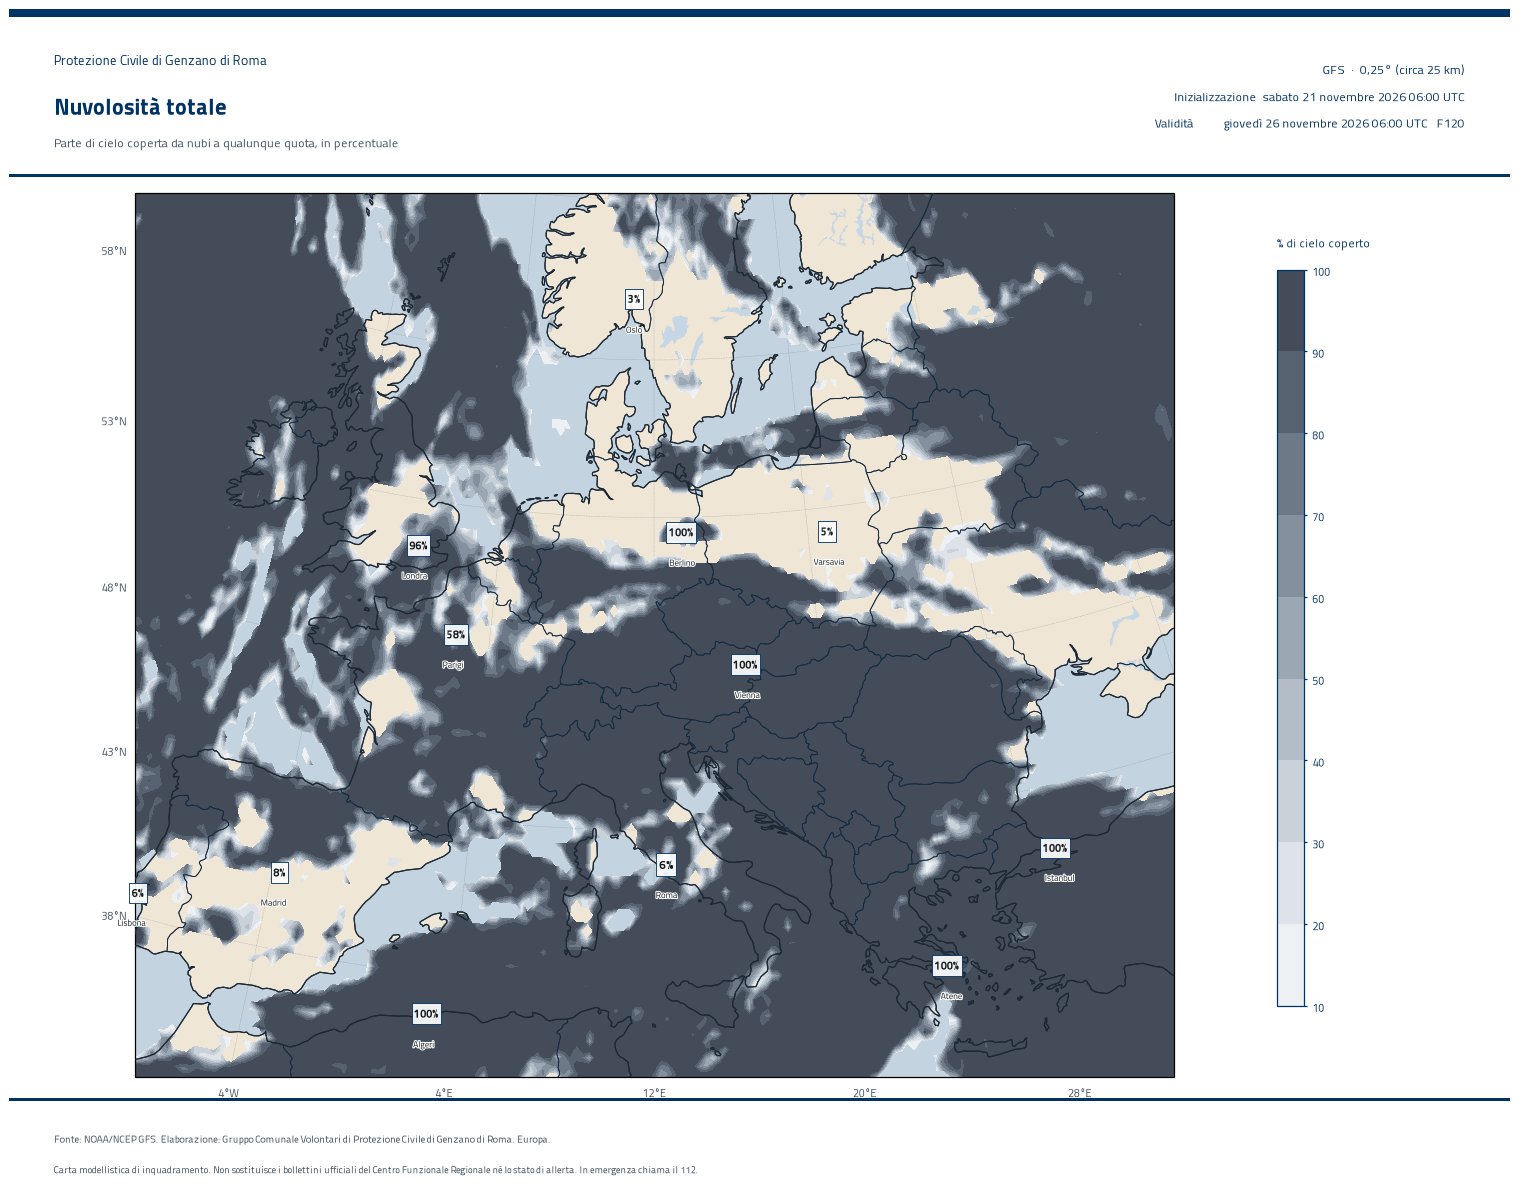 Protezione Civile di Genzano di Roma
Nuvolosità totale
Parte di cielo coperta da nubi a qualunque quota, in percentuale
GFS · 0,25° (circa 25 km)
Inizializzazione sabato 21 novembre 2026 06:00 UTC
Validità giovedì 26 novembre 2026 06:00 UTC F120
58°N
53°N
48°N
43°N
38°N
4°W
4°E
12°E
20°E
28°E
3%
Oslo
96%
Londra
100%
Berlino
5%
Varsavia
58%
Parigi
100%
Vienna
6%
Lisbona
8%
Madrid
6%
Roma
100%
Istanbul
100%
Atene
100%
Algeri
% di cielo coperto
100
90
80
70
60
50
40
30
20
10
Fonte: NOAA/NCEP GFS. Elaborazione: Gruppo Comunale Volontari di Protezione Civile di Genzano di Roma. Europa.
Carta modellistica di inquadramento. Non sostituisce i bollettini ufficiali del Centro Funzionale Regionale né lo stato di allerta. In emergenza chiama il 112.